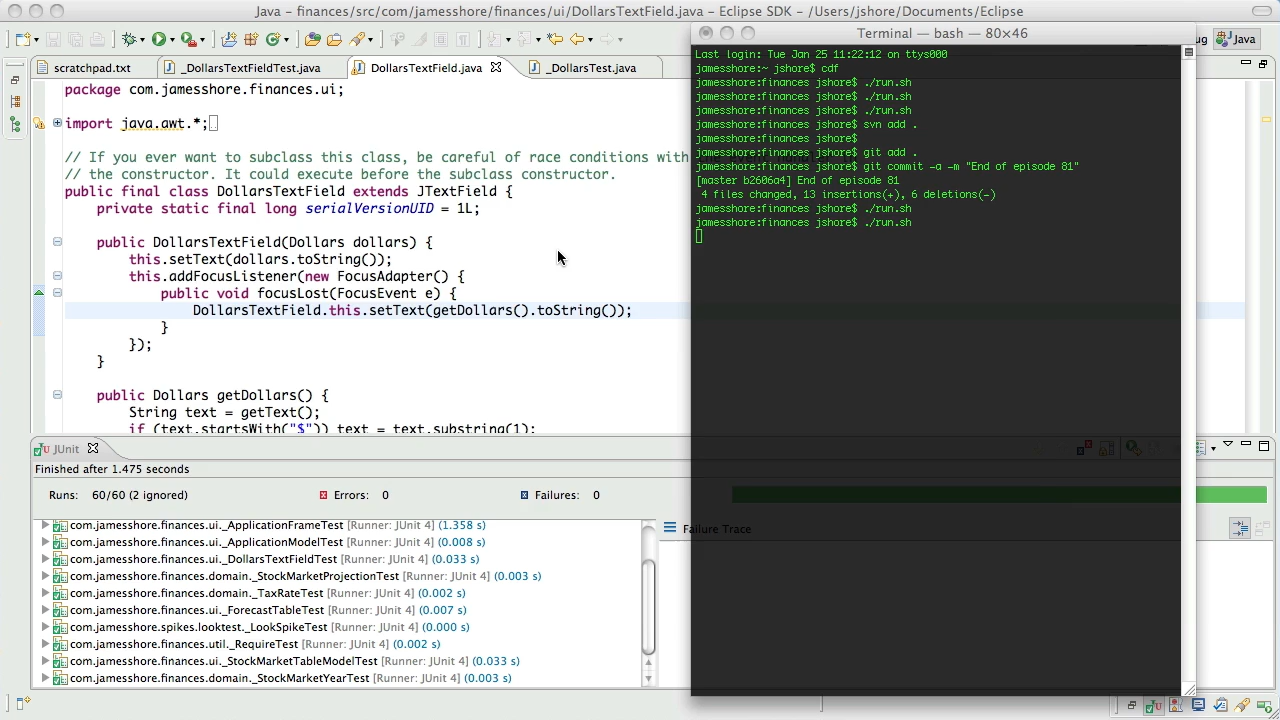 Java – finances/src/com/jamesshore/finances/ui/DollarsTextField.java – Eclipse SDK – /Users/jshore/Documents/Eclipse
Java
scratchpad.txt
_DollarsTextFieldTest.java
DollarsTextField.java
_DollarsTest.java
package com.jamesshore.finances.ui;
import java.awt.*;
// If you ever want to subclass this class, be careful of race conditions with
// the constructor. It could execute before the subclass constructor.
public final class DollarsTextField extends JTextField {
private static final long serialVersionUID = 1L;
public DollarsTextField(Dollars dollars) {
this.setText(dollars.toString());
this.addFocusListener(new FocusAdapter() {
public void focusLost(FocusEvent e) {
DollarsTextField.this.setText(getDollars().toString());
}
});
}
public Dollars getDollars() {
String text = getText();
if (text.startsWith("$")) text = text.substring(1);
Terminal — bash — 80×46
Last login: Tue Jan 25 11:22:12 on ttys000
jamesshore:~ jshore$ cdf
jamesshore:finances jshore$ ./run.sh
jamesshore:finances jshore$ ./run.sh
jamesshore:finances jshore$ ./run.sh
jamesshore:finances jshore$ svn add .
jamesshore:finances jshore$
jamesshore:finances jshore$ git add .
jamesshore:finances jshore$ git commit -a -m "End of episode 81"
[master b2606a4] End of episode 81
4 files changed, 13 insertions(+), 6 deletions(-)
jamesshore:finances jshore$ ./run.sh
jamesshore:finances jshore$ ./run.sh
JUnit
Finished after 1.475 seconds
Runs: 60/60 (2 ignored)
Errors: 0
Failures: 0
com.jamesshore.finances.ui._ApplicationFrameTest [Runner: JUnit 4] (1.358 s)
com.jamesshore.finances.ui._ApplicationModelTest [Runner: JUnit 4] (0.008 s)
com.jamesshore.finances.ui._DollarsTextFieldTest [Runner: JUnit 4] (0.033 s)
com.jamesshore.finances.domain._StockMarketProjectionTest [Runner: JUnit 4] (0.003 s)
com.jamesshore.finances.domain._TaxRateTest [Runner: JUnit 4] (0.002 s)
com.jamesshore.finances.ui._ForecastTableTest [Runner: JUnit 4] (0.007 s)
com.jamesshore.spikes.looktest._LookSpikeTest [Runner: JUnit 4] (0.000 s)
com.jamesshore.finances.util._RequireTest [Runner: JUnit 4] (0.002 s)
com.jamesshore.finances.ui._StockMarketTableModelTest [Runner: JUnit 4] (0.033 s)
com.jamesshore.finances.domain._StockMarketYearTest [Runner: JUnit 4] (0.003 s)
Failure Trace